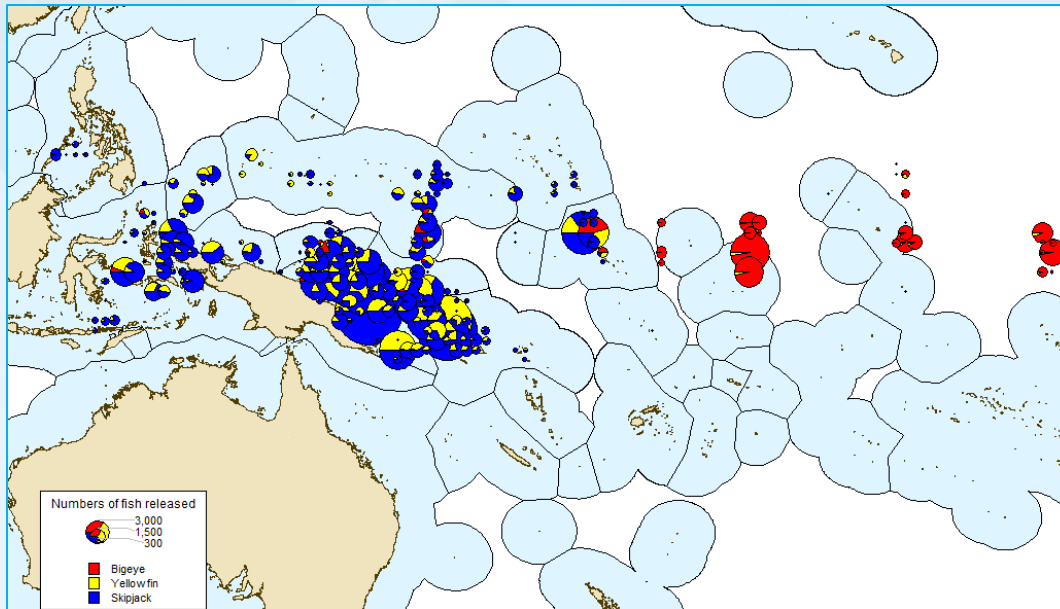 Numbers of fish released
3,000
1,500
300
Bigeye
Yellowfin
Skipjack